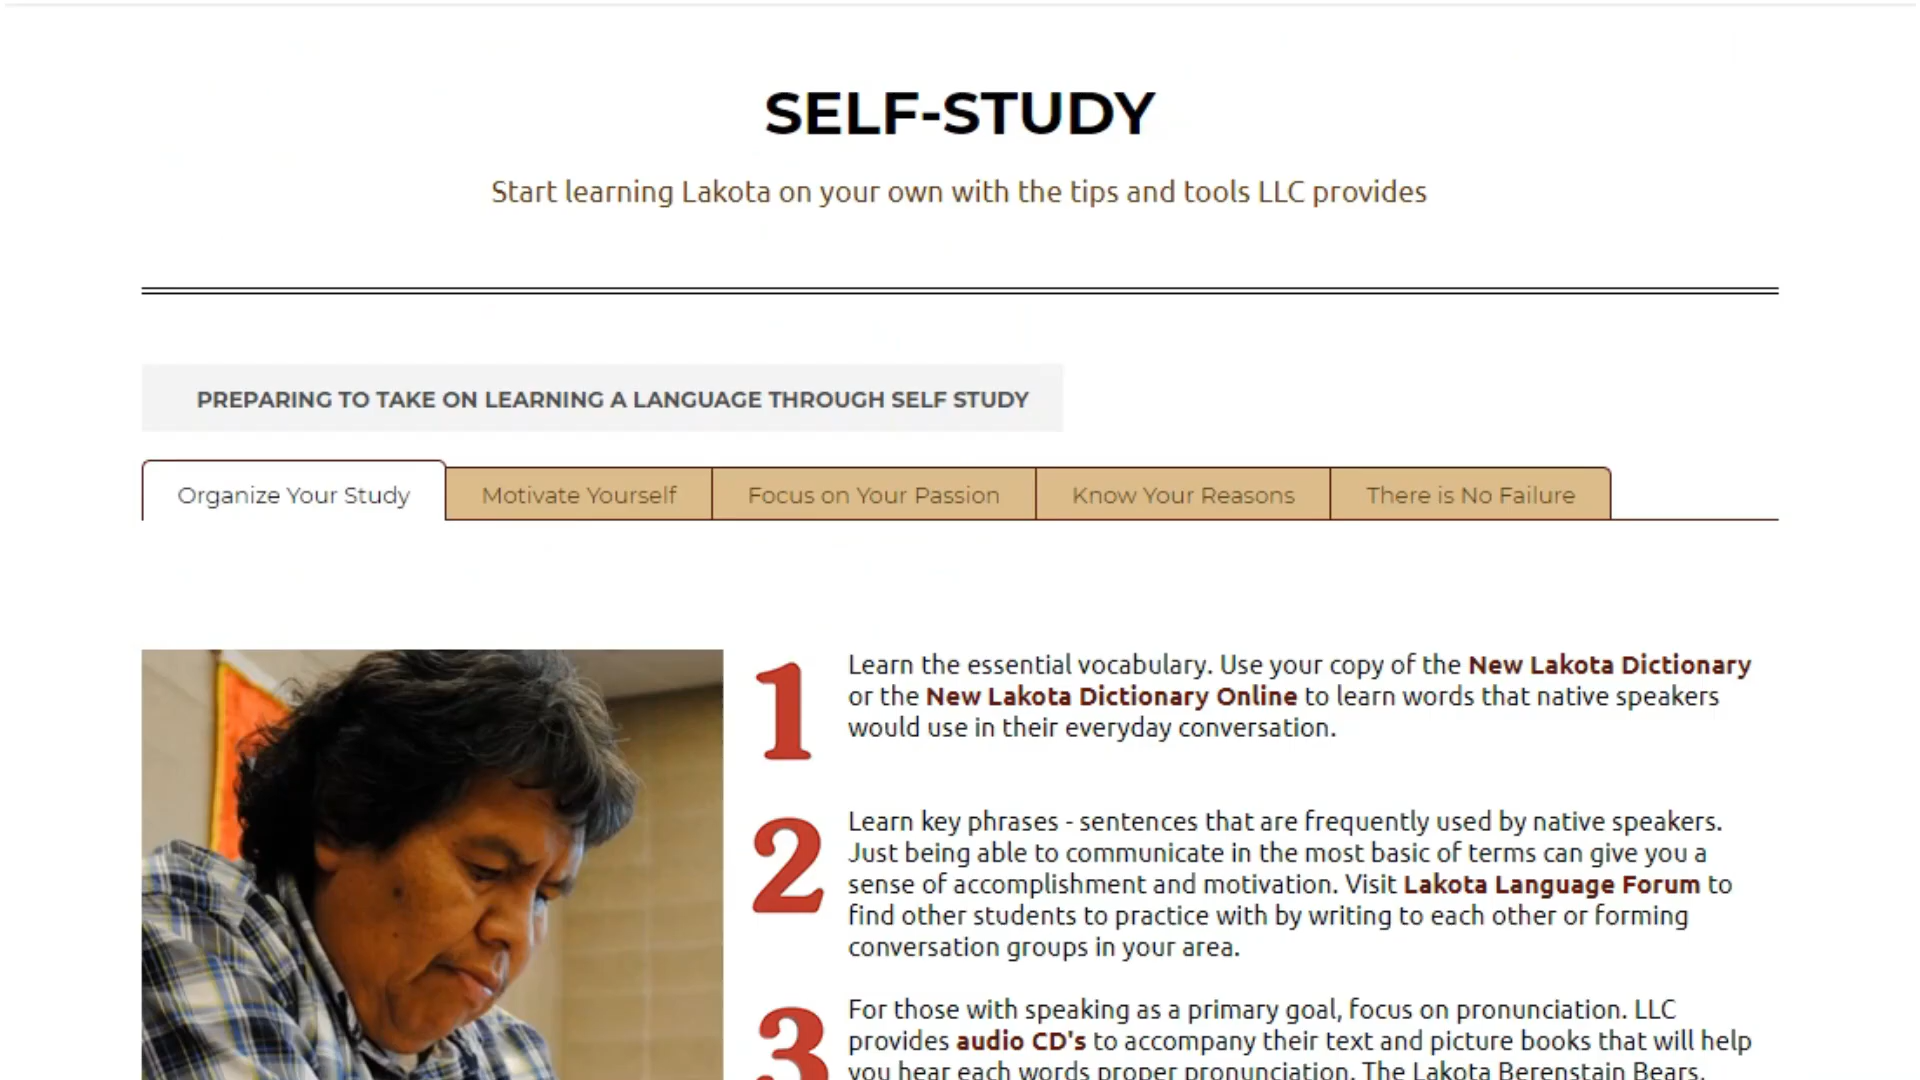 SELF-STUDY
Start learning Lakota on your own with the tips and tools LLC provides
PREPARING TO TAKE ON LEARNING A LANGUAGE THROUGH SELF STUDY
Organize Your Study
Motivate Yourself
Focus on Your Passion
Know Your Reasons
There is No Failure
1
Learn the essential vocabulary. Use your copy of the New Lakota Dictionary
or the New Lakota Dictionary Online to learn words that native speakers
would use in their everyday conversation.
2
Learn key phrases - sentences that are frequently used by native speakers.
Just being able to communicate in the most basic of terms can give you a
sense of accomplishment and motivation. Visit Lakota Language Forum to
find other students to practice with by writing to each other or forming
conversation groups in your area.
3
For those with speaking as a primary goal, focus on pronunciation. LLC
provides audio CD's to accompany their text and picture books that will help
you hear each words proper pronunciation. The Lakota Berenstain Bears,